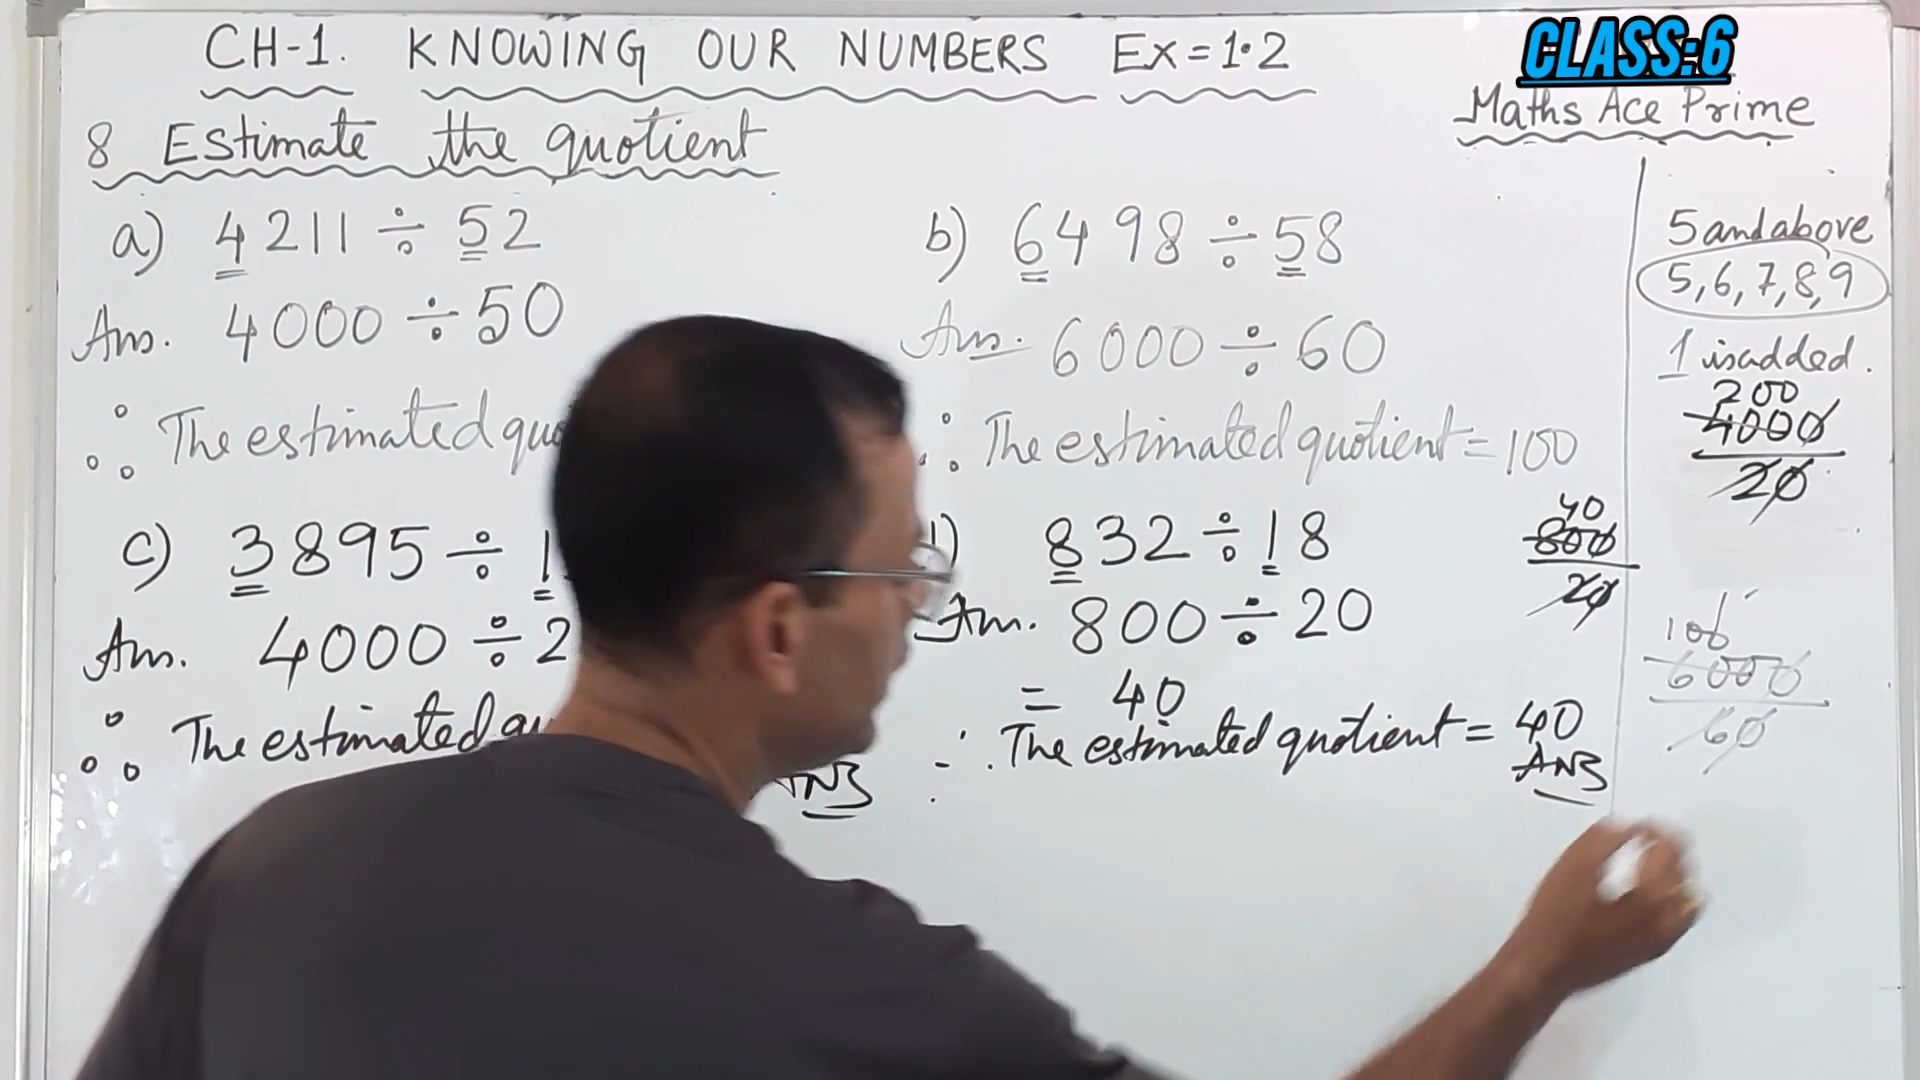 CH-1. KNOWING OUR NUMBERS Ex=1.2
CLASS:6
Maths Ace Prime
8 Estimate the quotient
a) 4211 ÷ 52
Ans. 4000 ÷ 50
∴ The estimated quo
b) 6498 ÷ 58
Ans. 6000 ÷ 60
∴ The estimated quotient = 100
c) 3895 ÷ 1
Ans. 4000 ÷ 2
∴ The estimated qu
ANS
832 ÷ 18
Ans. 800 ÷ 20
= 40
∴ The estimated quotient = 40
ANS
40
800
20
5 and above
5,6,7,8,9
1 is added.
200
4000
20
100
6000
60